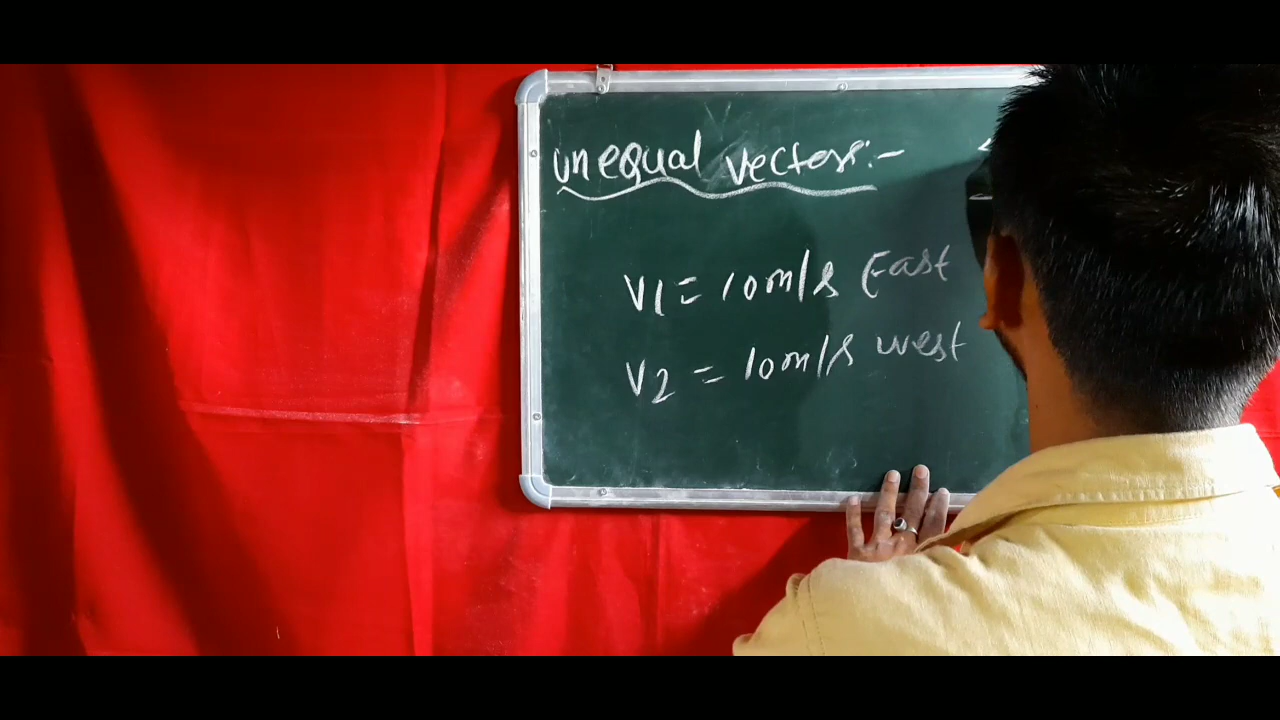 unequal vectors:-
V1 = 10m/s East
V2 = 10m/s west